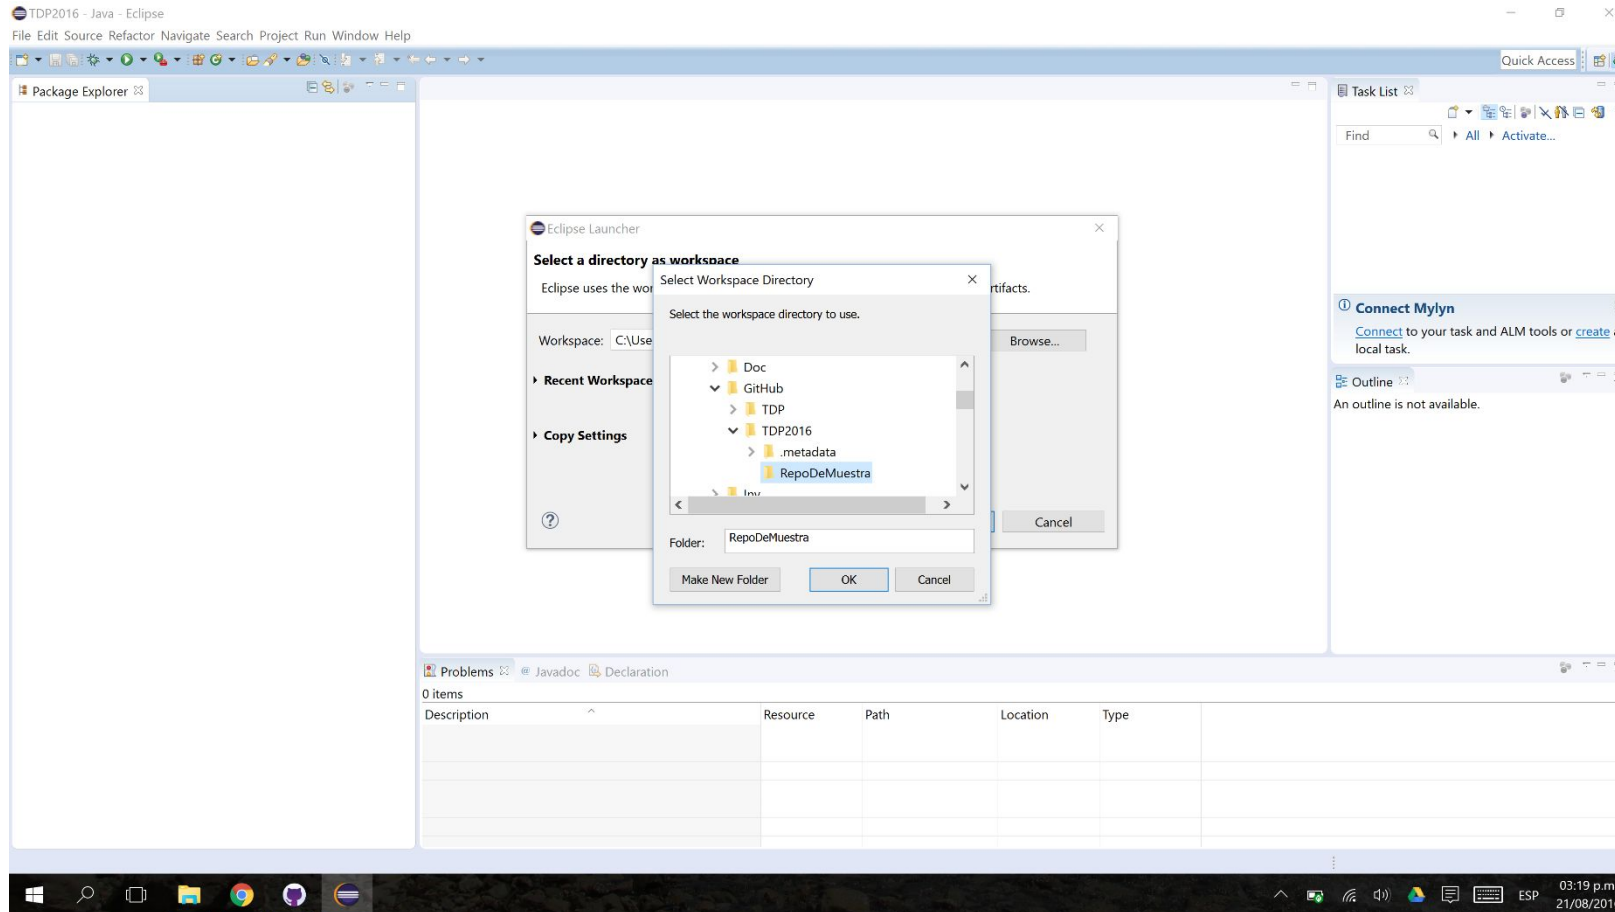 TDP2016 - Java - Eclipse
File Edit Source Refactor Navigate Search Project Run Window Help
Quick Access
Package Explorer
Task List
Find
All
Activate...
Eclipse Launcher
Select a directory as workspace
Eclipse uses the
rtifacts.
Select Workspace Directory
Select the workspace directory to use.
Workspace: C:\Use
Browse...
Doc
GitHub
TDP
TDP2016
.metadata
RepoDeMuestra
Inv
Recent Workspace
Copy Settings
Folder: RepoDeMuestra
Make New Folder
OK
Cancel
Cancel
Connect Mylyn
Connect to your task and ALM tools or create
local task.
Outline
An outline is not available.
Problems @ Javadoc Declaration
0 items
Description Resource Path Location Type
ESP
03:19 p.m
21/08/201